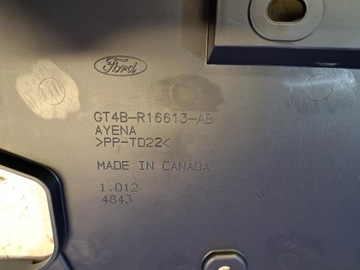 Ford
GT4B-R16613-AB
AYENA
>PP-TD22<
MADE IN CANADA
1.012
4843